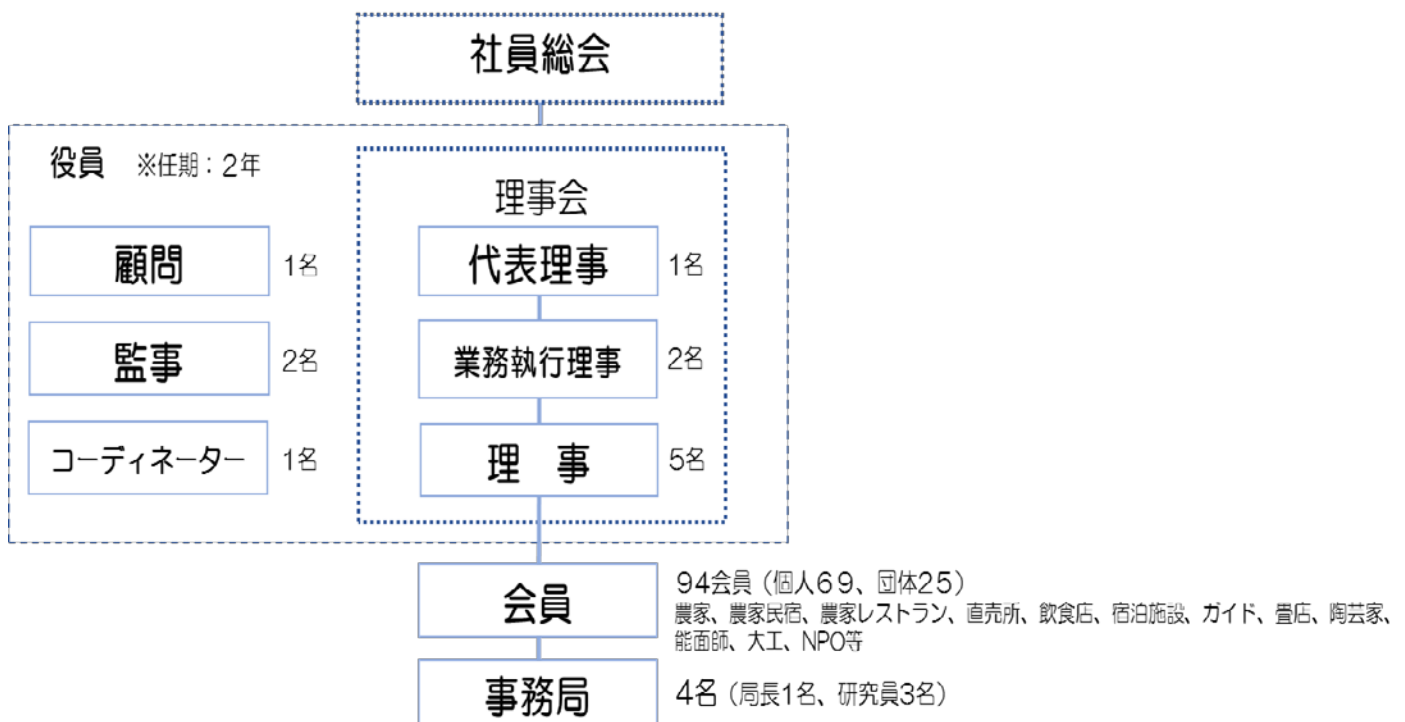 社員総会
役員 ※任期：2年
顧問 1名
監事 2名
コーディネーター 1名
理事会
代表理事 1名
業務執行理事 2名
理　事 5名
会員
94会員（個人69、団体25）
農家、農家民宿、農家レストラン、直売所、飲食店、宿泊施設、ガイド、畳店、陶芸家、
能面師、大工、NPO等
事務局 4名（局長1名、研究員3名）